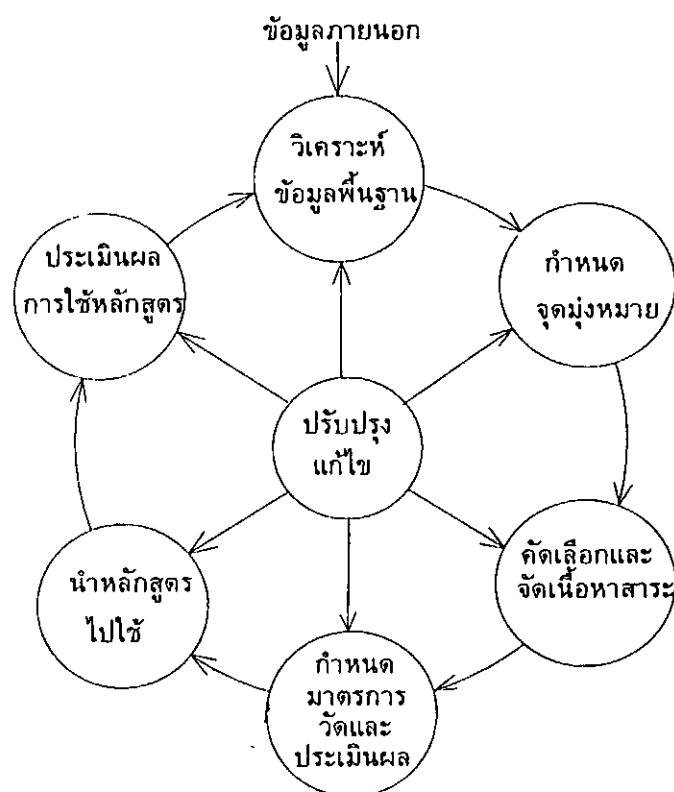 ข้อมูลภายนอก
วิเคราะห์
ข้อมูลพื้นฐาน
กำหนด
จุดมุ่งหมาย
คัดเลือกและ
จัดเนื้อหาสาระ
กำหนด
มาตรการ
วัดและ
ประเมินผล
นำหลักสูตร
ไปใช้
ประเมินผล
การใช้หลักสูตร
ปรับปรุง
แก้ไข